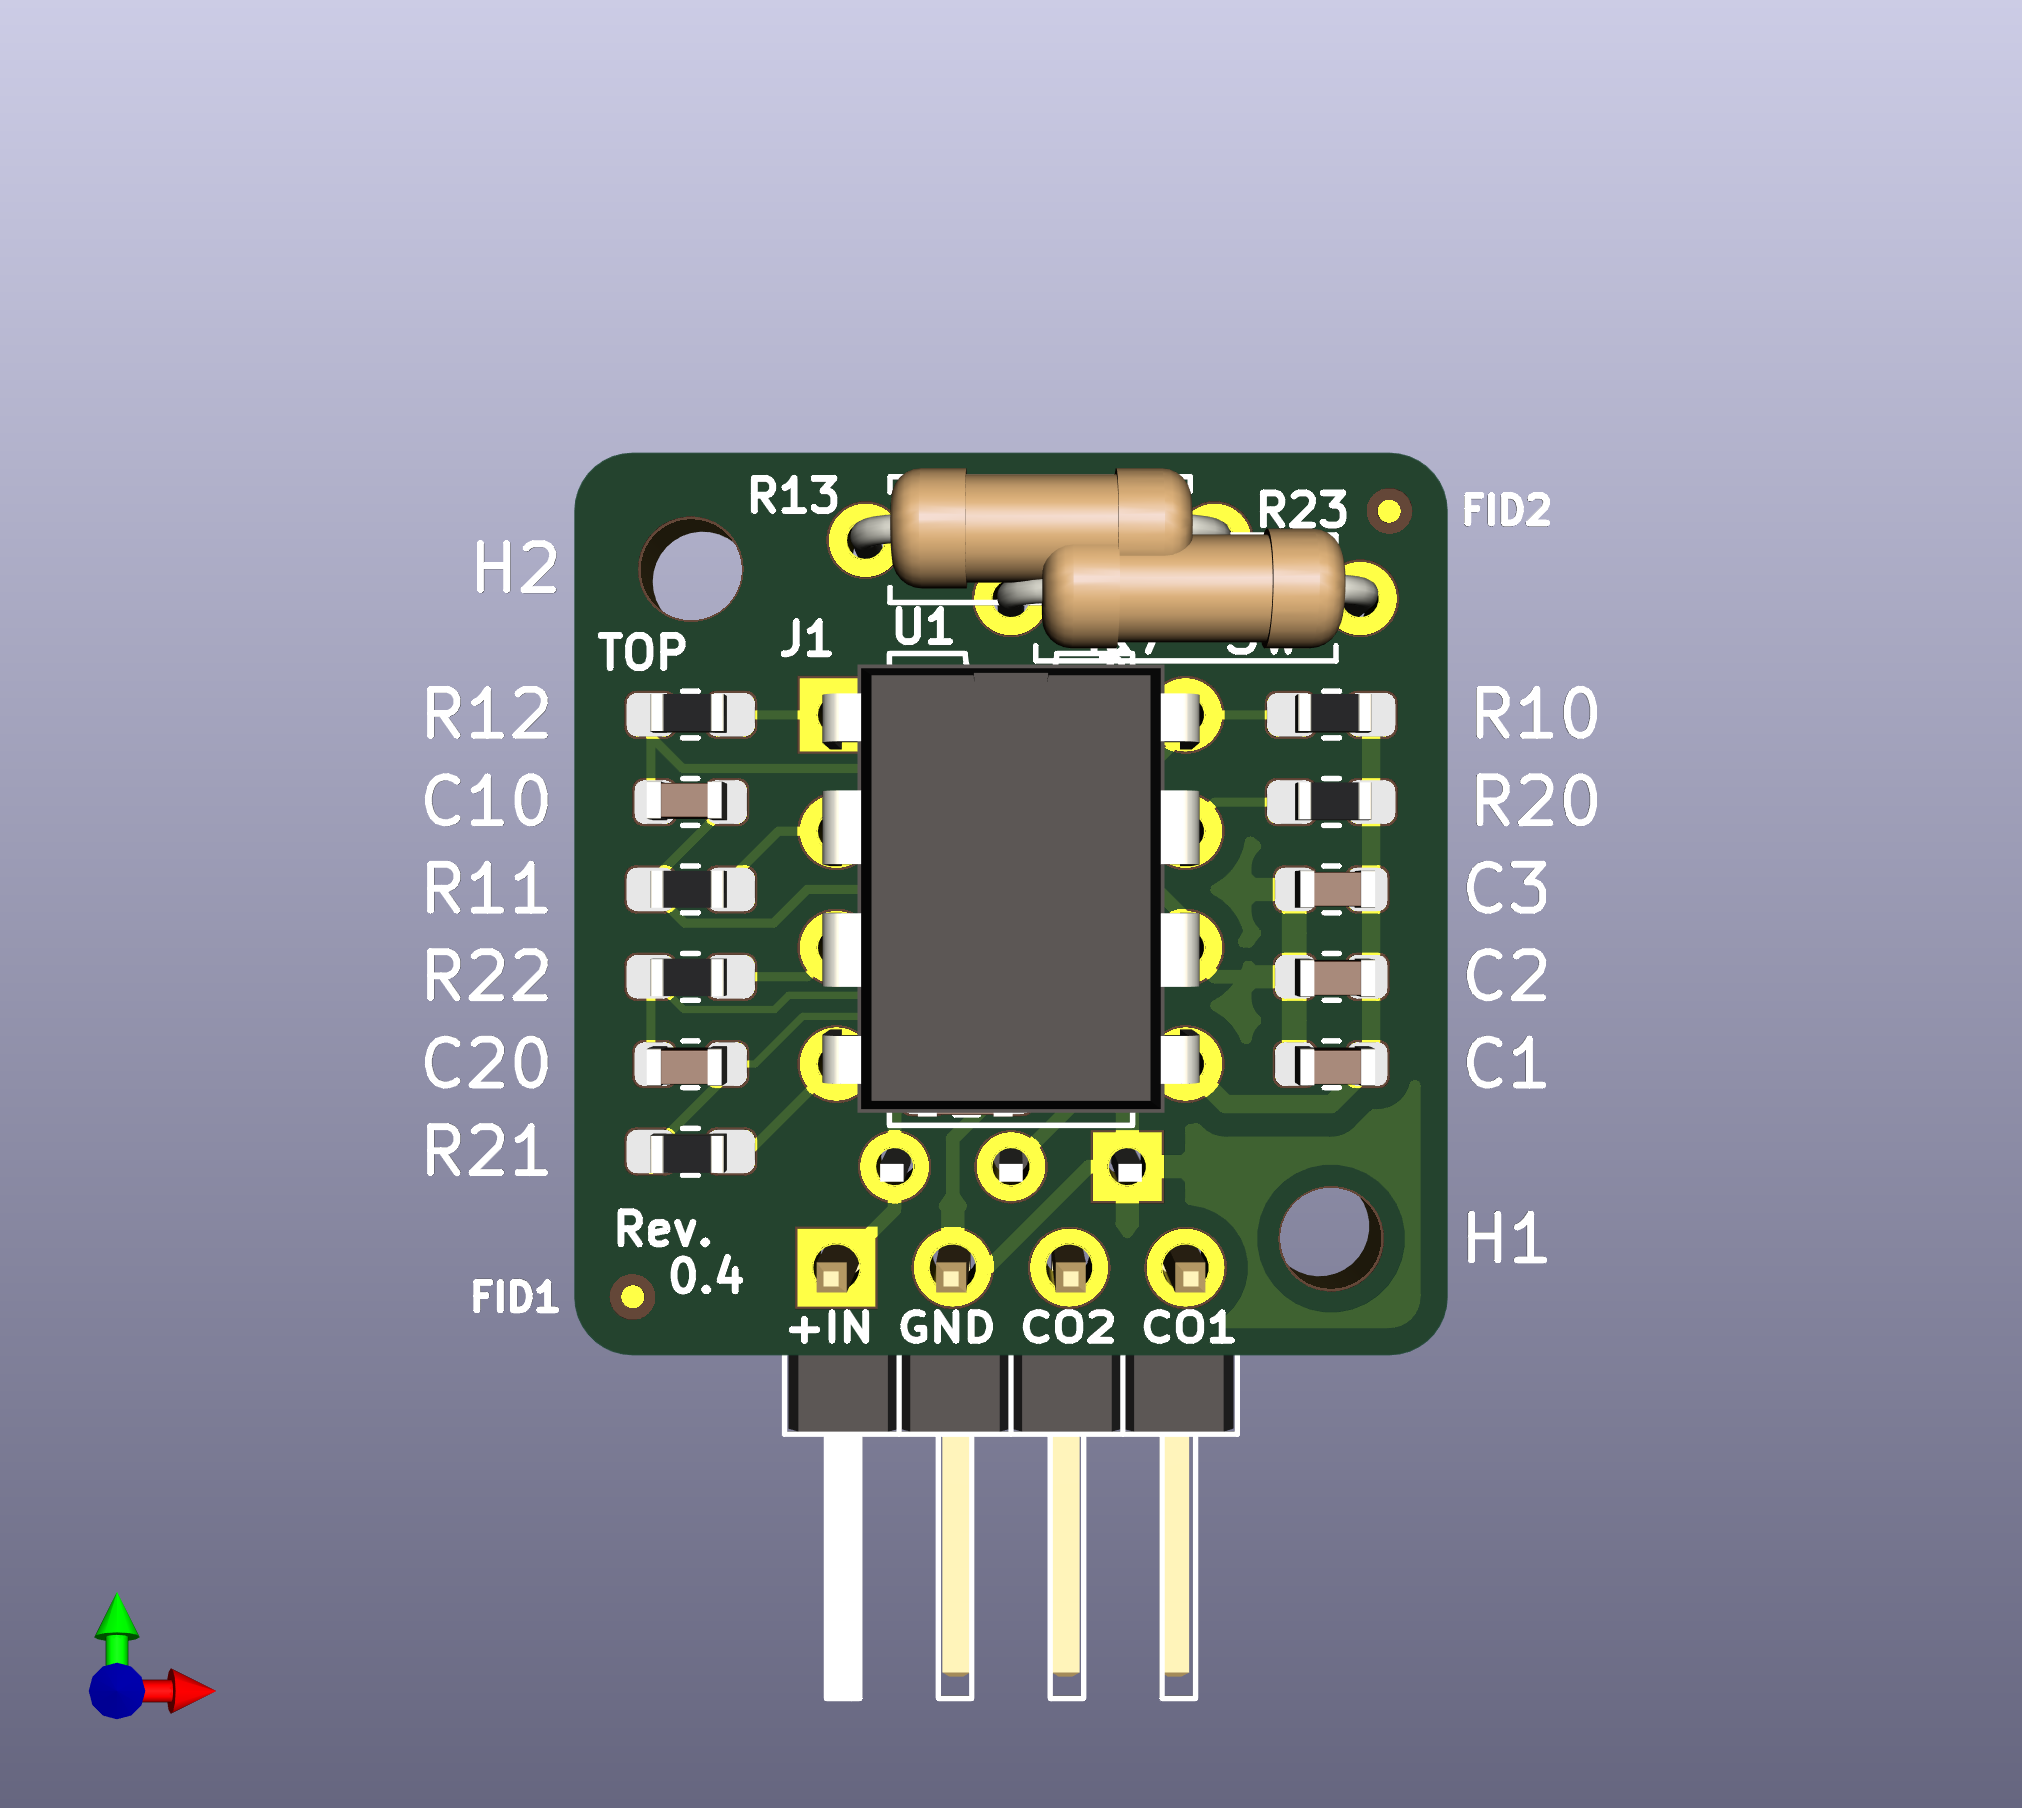 R13
R23
FID2
H2
U1
J1
TOP
R12
R10
C10
R20
R11
C3
R22
C2
C20
C1
R21
Rev.
0.4
H1
FID1
+IN
GND
CO2
CO1